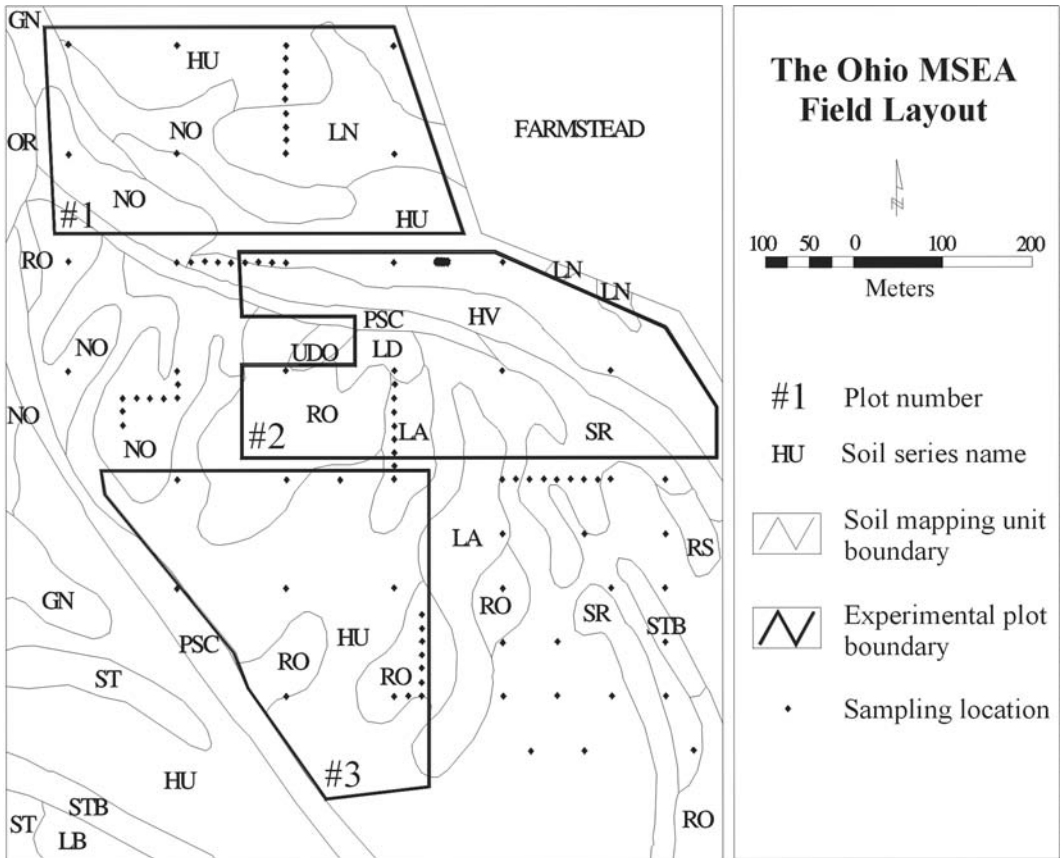 GN
HU
The Ohio MSEA
Field Layout
OR
NO
LN
FARMSTEAD
N
NO
#1
HU
100 50 0 100 200
Meters
RO
LN
LN
PSC
HV
NO
UDO
LD
#1 Plot number
NO
RO
LA
SR
#2
NO
HU Soil series name
Soil mapping unit
boundary
LA
RS
GN
RO
SR
STB
Experimental plot
boundary
PSC
HU
RO
RO
ST
Sampling location
#3
HU
STB
ST
LB
RO